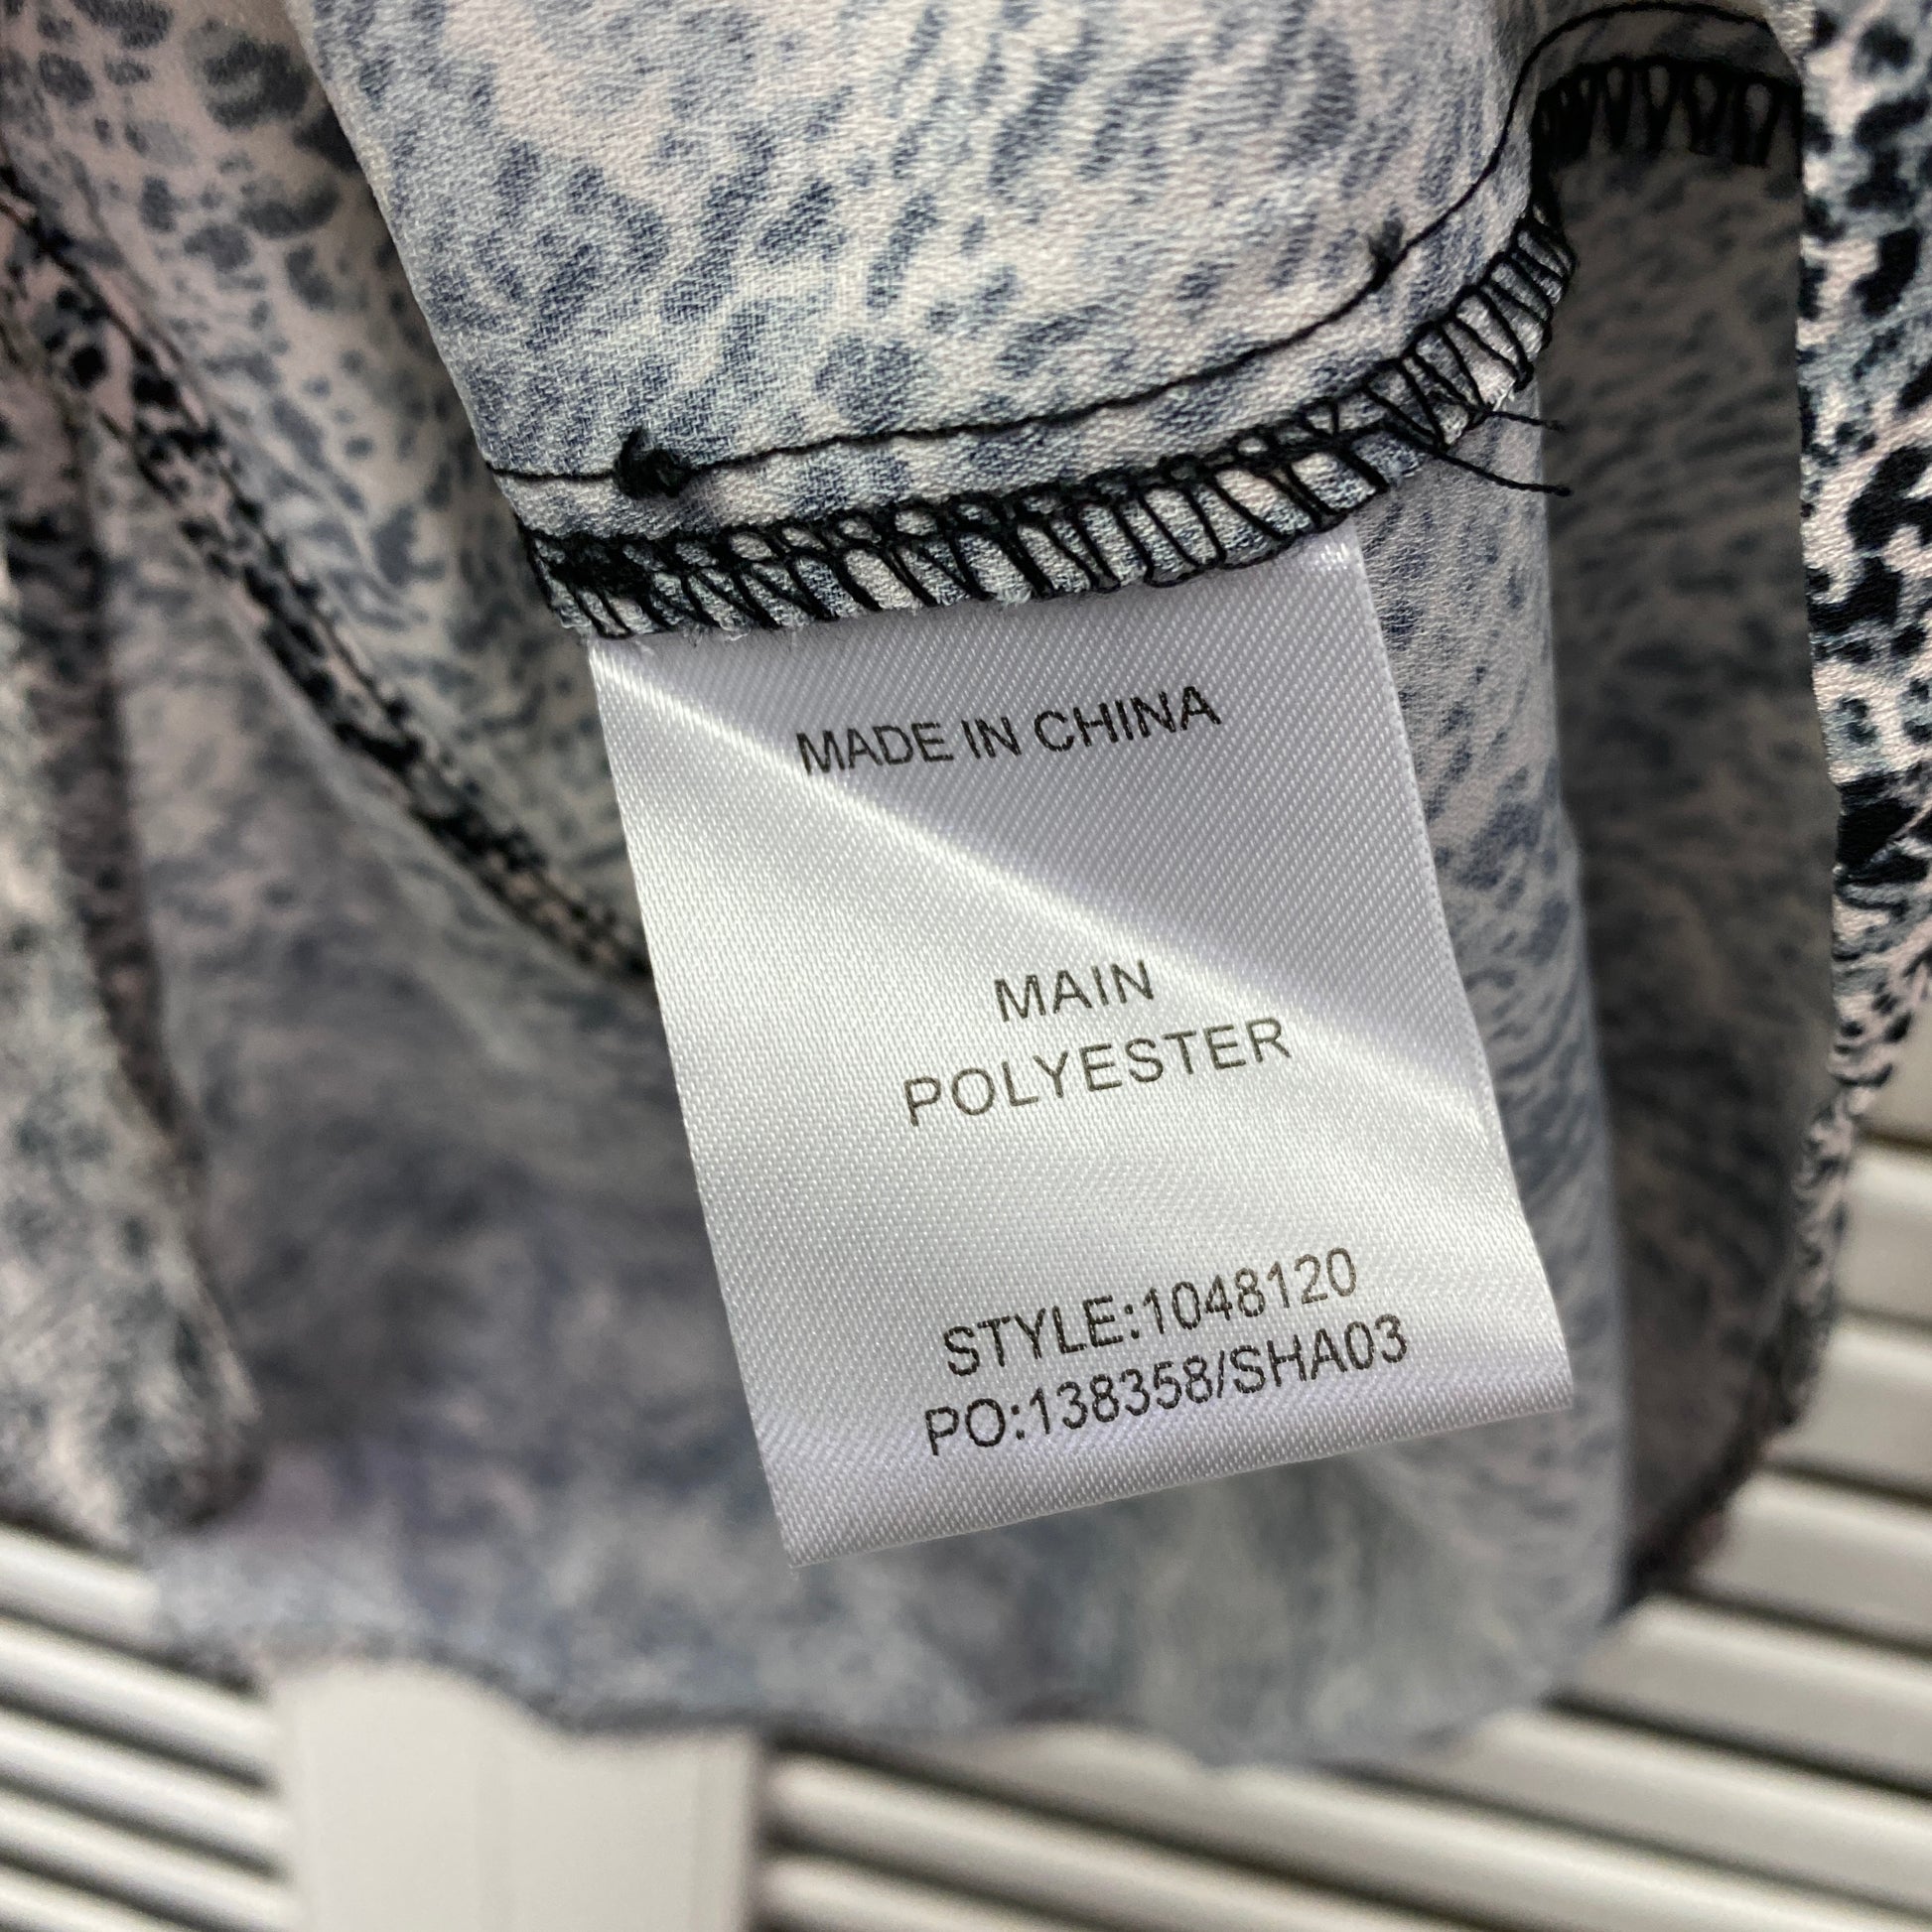 MADE IN CHINA
MAIN
POLYESTER
STYLE:1048120
PO:138358/SHA03